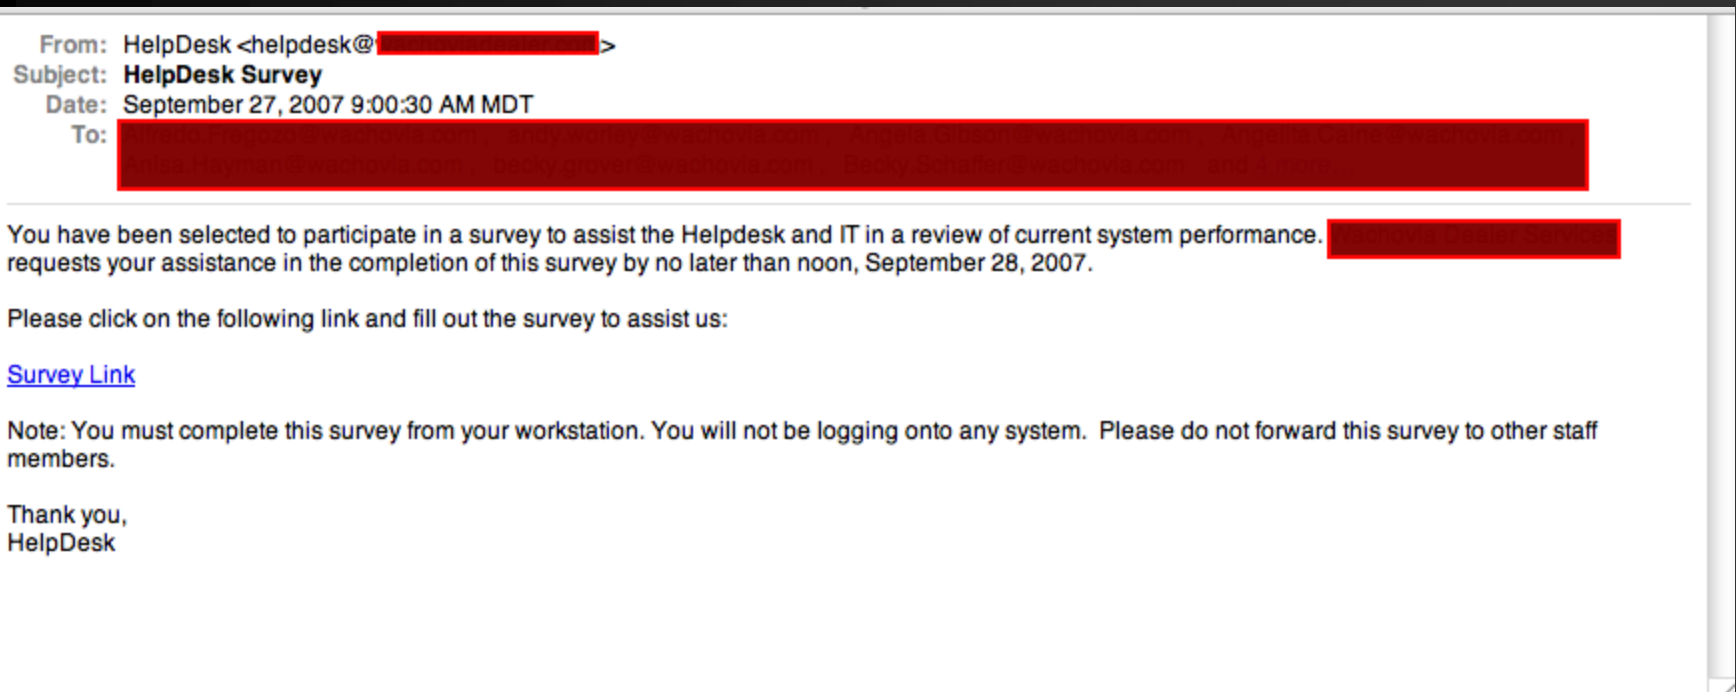 From: HelpDesk <helpdesk@ >
Subject: HelpDesk Survey
Date: September 27, 2007 9:00:30 AM MDT
To:
You have been selected to participate in a survey to assist the Helpdesk and IT in a review of current system performance.
requests your assistance in the completion of this survey by no later than noon, September 28, 2007.
Please click on the following link and fill out the survey to assist us:
Survey Link
Note: You must complete this survey from your workstation. You will not be logging onto any system.  Please do not forward this survey to other staff
members.
Thank you,
HelpDesk